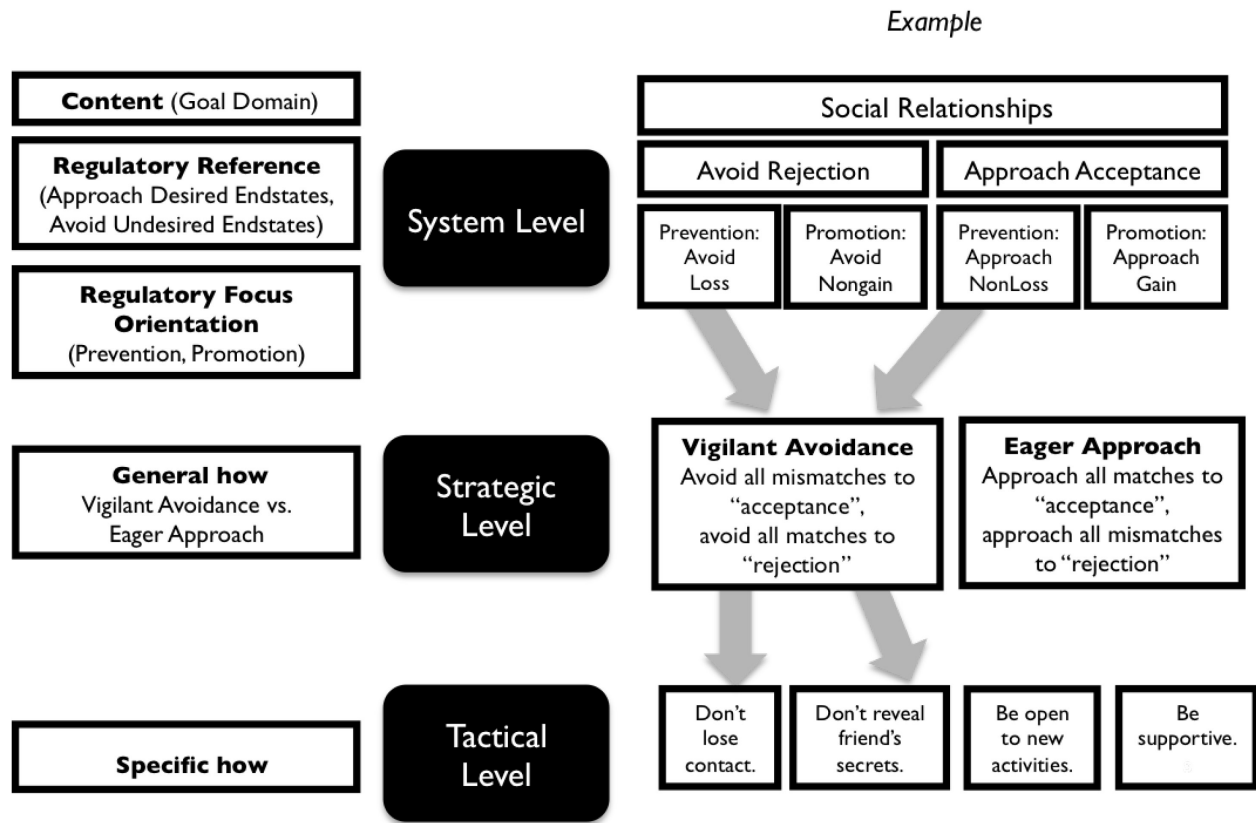 Example
Content (Goal Domain)
Regulatory Reference
(Approach Desired Endstates,
Avoid Undesired Endstates)
Regulatory Focus
Orientation
(Prevention, Promotion)
System Level
Social Relationships
Avoid Rejection
Approach Acceptance
Prevention:
Avoid
Loss
Promotion:
Avoid
Nongain
Prevention:
Approach
NonLoss
Promotion:
Approach
Gain
General how
Vigilant Avoidance vs.
Eager Approach
Strategic
Level
Vigilant Avoidance
Avoid all mismatches to
“acceptance”,
avoid all matches to
“rejection”
Eager Approach
Approach all matches to
“acceptance”,
approach all mismatches
to “rejection”
Specific how
Tactical
Level
Don’t
lose
contact.
Don’t reveal
friend’s
secrets.
Be open
to new
activities.
Be
supportive.